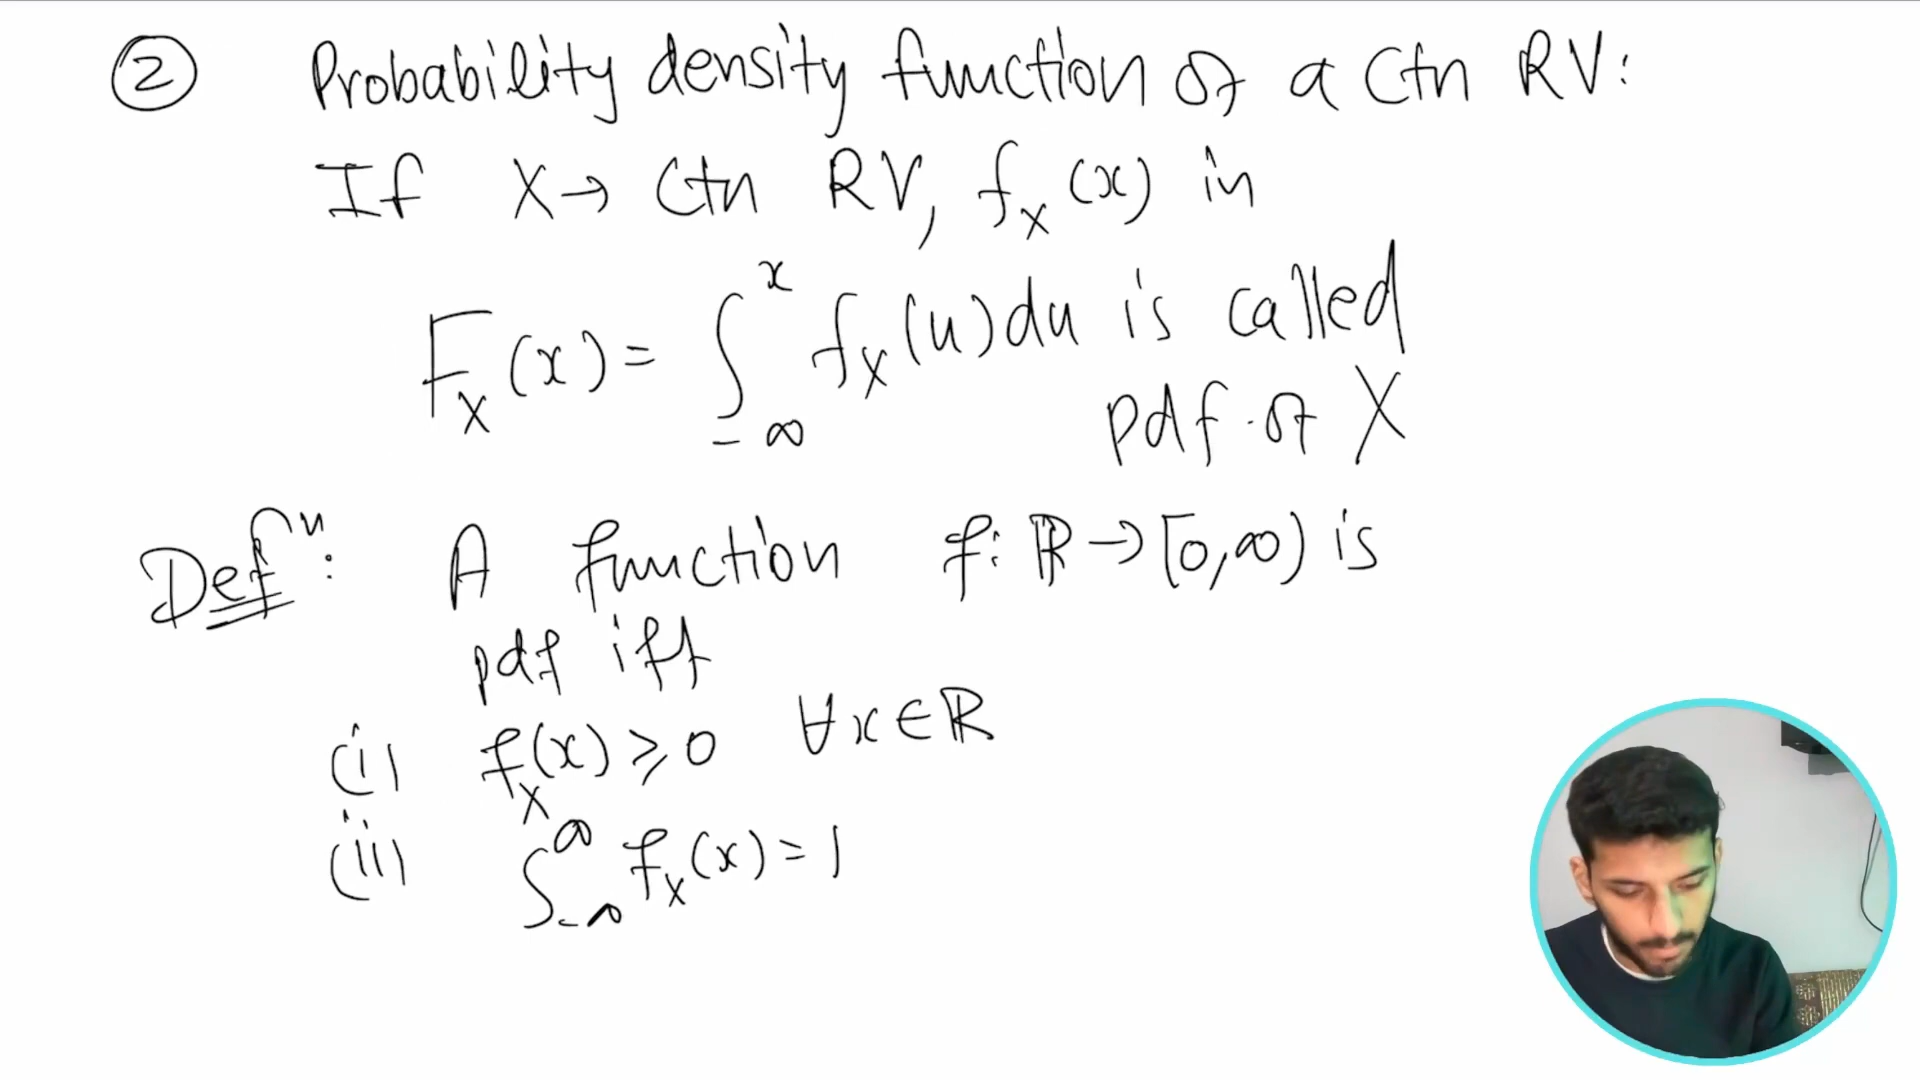 ② Probability density function of a Ctn RV:
If X → Ctn RV, f_X(x) in
F_X(x) = ∫_{-∞}^{x} f_X(u)du is called
pdf of X
Defⁿ: A function f: ℝ → [0,∞) is
pdf iff
(i) f_X(x) ≥ 0 ∀x∈ℝ
(ii) ∫_{-∞}^{∞} f_X(x) = 1